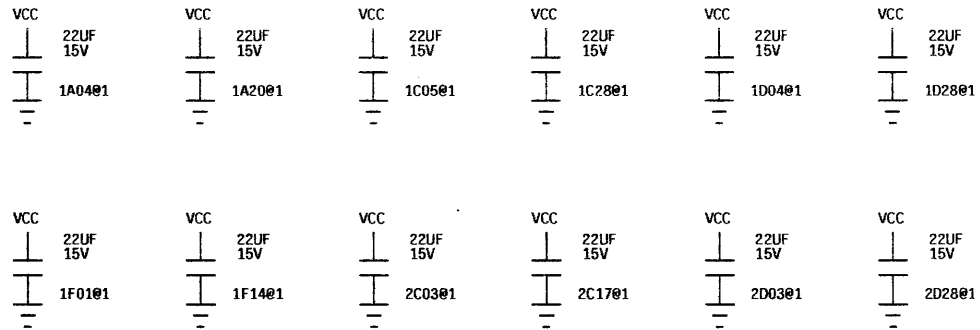 VCC VCC VCC VCC VCC VCC
22UF 22UF 22UF 22UF 22UF 22UF
15V 15V 15V 15V 15V 15V
1A04@1 1A20@1 1C05@1 1C28@1 1D04@1 1D28@1
VCC VCC VCC VCC VCC VCC
22UF 22UF 22UF 22UF 22UF 22UF
15V 15V 15V 15V 15V 15V
1F01@1 1F14@1 2C03@1 2C17@1 2D03@1 2D28@1